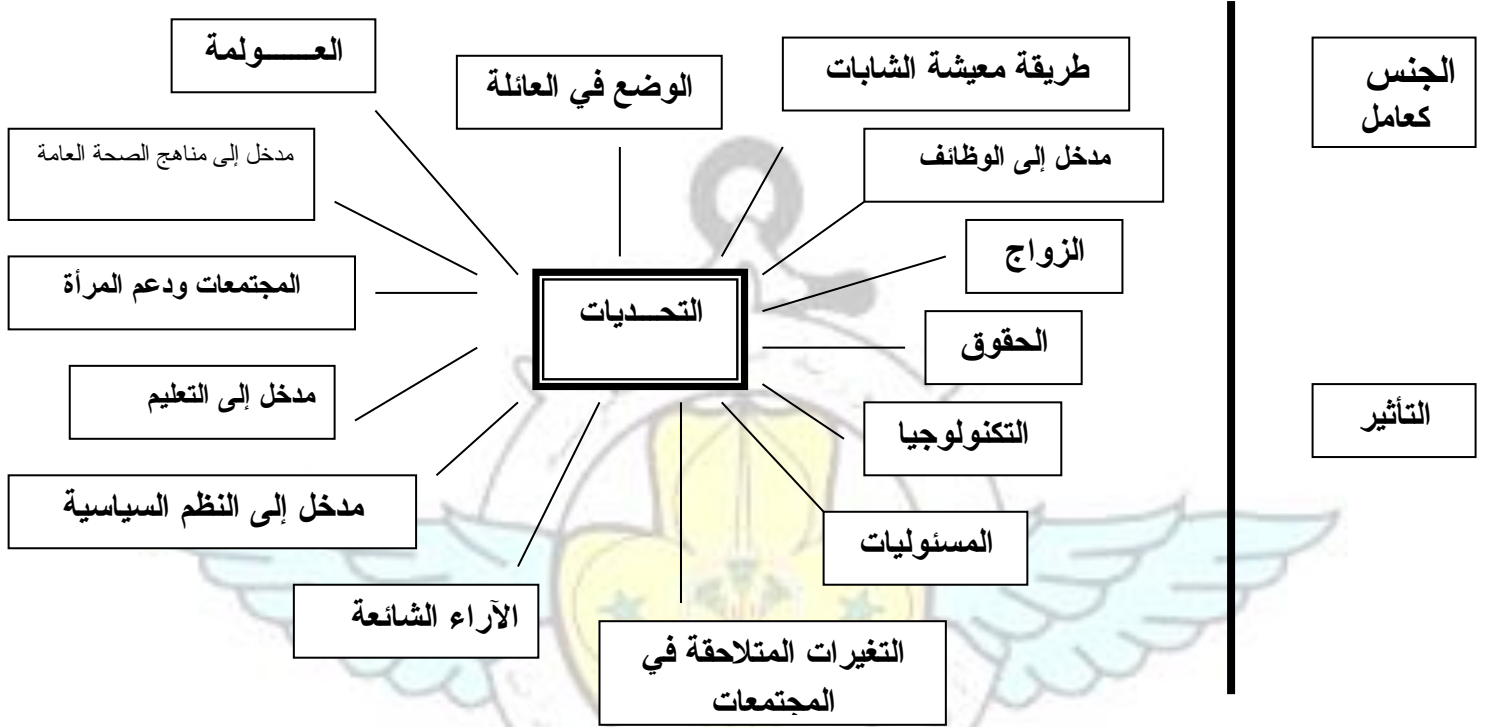 العـــــولمة
الوضع في العائلة
طريقة معيشة الشابات
الجنس
كعامل
مدخل إلى مناهج الصحة العامة
مدخل إلى الوظائف
الزواج
المجتمعات ودعم المرأة
التحـــديات
الحقوق
مدخل إلى التعليم
التكنولوجيا
التأثير
مدخل إلى النظم السياسية
المسئوليات
الآراء الشائعة
التغيرات المتلاحقة في
المجتمعات